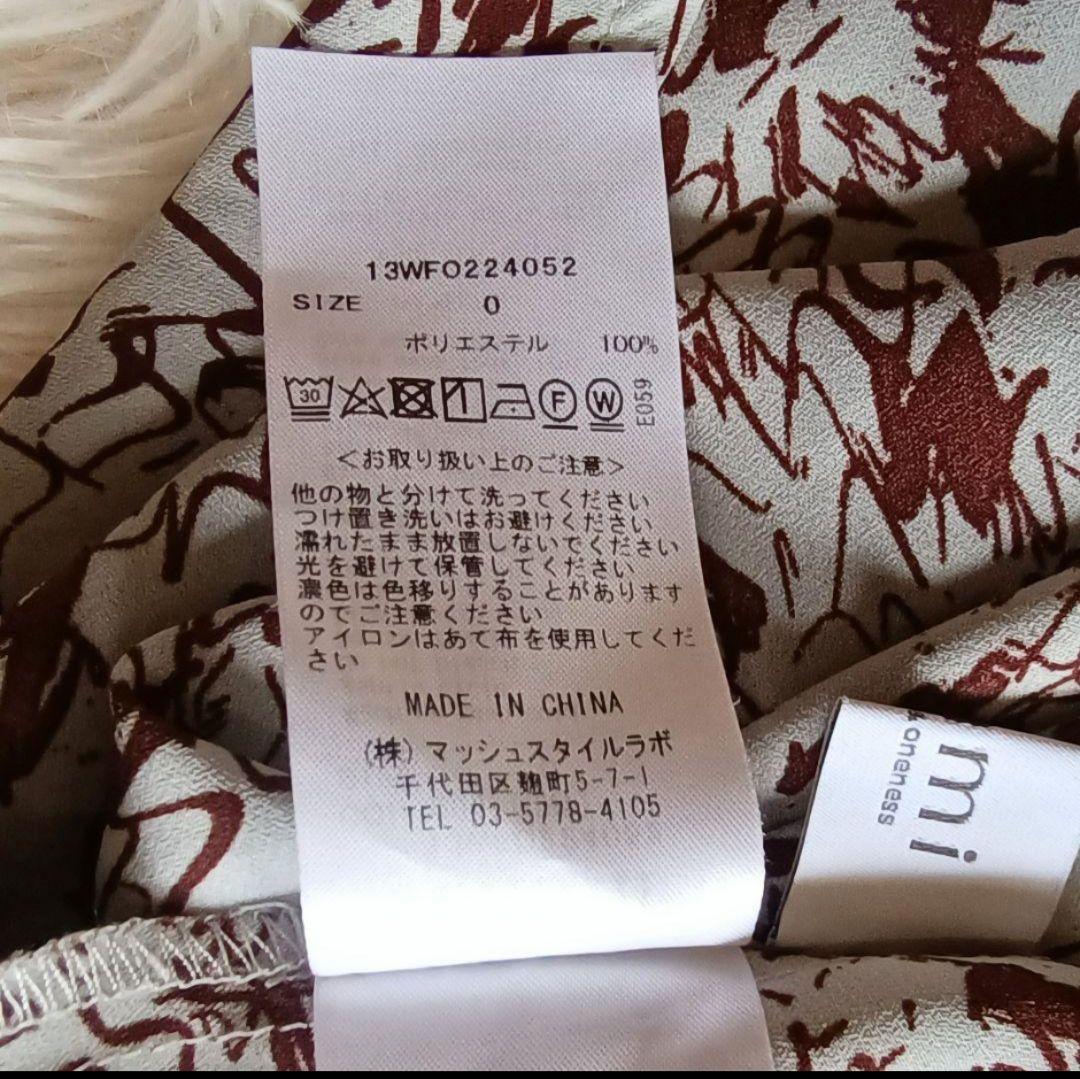 13WFO224052
SIZE 0
ポリエステル 100%
30 F W E059
<お取り扱い上のご注意>
他の物と分けて洗ってください
つけ置き洗いはお避けください
濡れたまま放置しないでください
光を避けて保管してください
濃色は色移りすることがあります
のでご注意ください
アイロンはあて布を使用してくだ
さい
MADE IN CHINA
(株)マッシュスタイルラボ
千代田区麹町5-7-1
TEL 03-5778-4105
mi
oneness